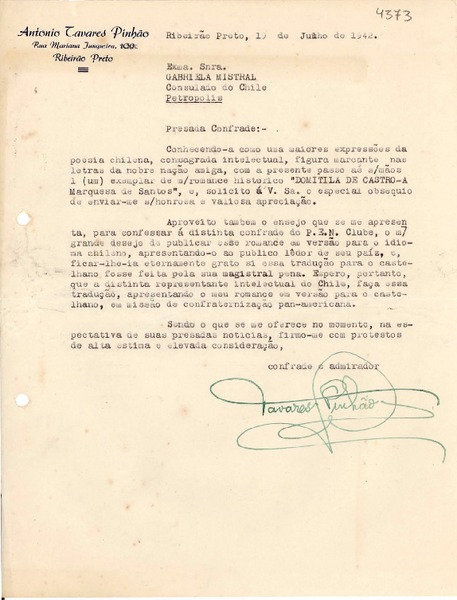 4373
Antonio Tavares Pinhão
Rua Mariana Junqueira, 100
Ribeirão Preto
Ribeirão Preto, 19 de Junho de 1942.
Exma. Snra.
GABRIELA MISTRAL
Consulado do Chile
Petropolis
Presada Confrade:-
Conhecendo-a como uma maiores expressões da
poesia chilena, consagrada intelectual, figura marcante nas
letras da nobre nação amiga, com a presente passo ás s/mãos
1 (um) exemplar de s/romance historico "DOMITILA DE CASTRO-A
Marquesa de Santos", e, solicito á V. Sa. o especial obsequio
de enviar-me s/honrosa e valiosa apreciação.
Aproveito tambem o ensejo que se me apresen
ta, para confessar á distinta confrade do P.E.N. Clube, o m/
grande desejo de publicar esse romance em versão para o idio-
ma chileno, apresentando-o ao publico lêdor de seu país, e,
ficar-lhe-ia eternamente grato si essa tradução para o caste-
lhano fosse feita pela sua magistral pena. Espero, portanto,
que a distinta representante intelectual do Chile, faça essa
tradução, apresentando o meu romance em versão para o caste-
lhano, em missão de confraternização pan-americana.
Sendo o que se me oferece no momento, na ex-
pectativa de suas presadas noticias, firmo-me com protestos
de alta estima e elevada consideração,
confrade e admirador
Tavares Pinhão